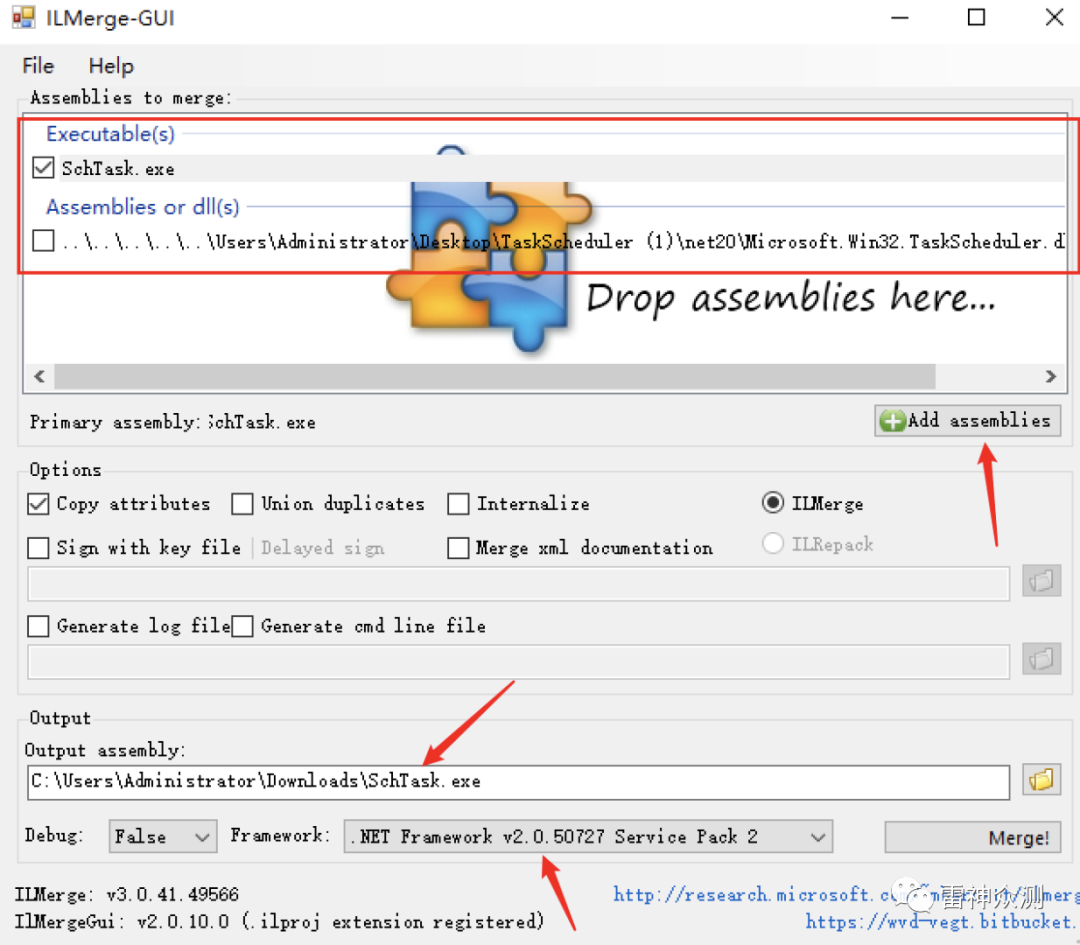 ILMerge-GUI
File Help
Assemblies to merge:
Executable(s)
SchTask.exe
Assemblies or dll(s)
..\..\..\..\..\Users\Administrator\Desktop\TaskScheduler (1)\net20\Microsoft.Win32.TaskScheduler.d
Drop assemblies here...
Primary assembly: SchTask.exe
Add assemblies
Options
Copy attributes Union duplicates Internalize ILMerge
Sign with key file Delayed sign Merge xml documentation ILRepack
Generate log file Generate cmd line file
Output
Output assembly:
C:\Users\Administrator\Downloads\SchTask.exe
Debug: False Framework: .NET Framework v2.0.50727 Service Pack 2 Merge!
ILMerge: v3.0.41.49566 http://research.microsoft.
雷神众测
IlMergeGui: v2.0.10.0 (.ilproj extension registered) https://wvd-vegt.bitbucket.